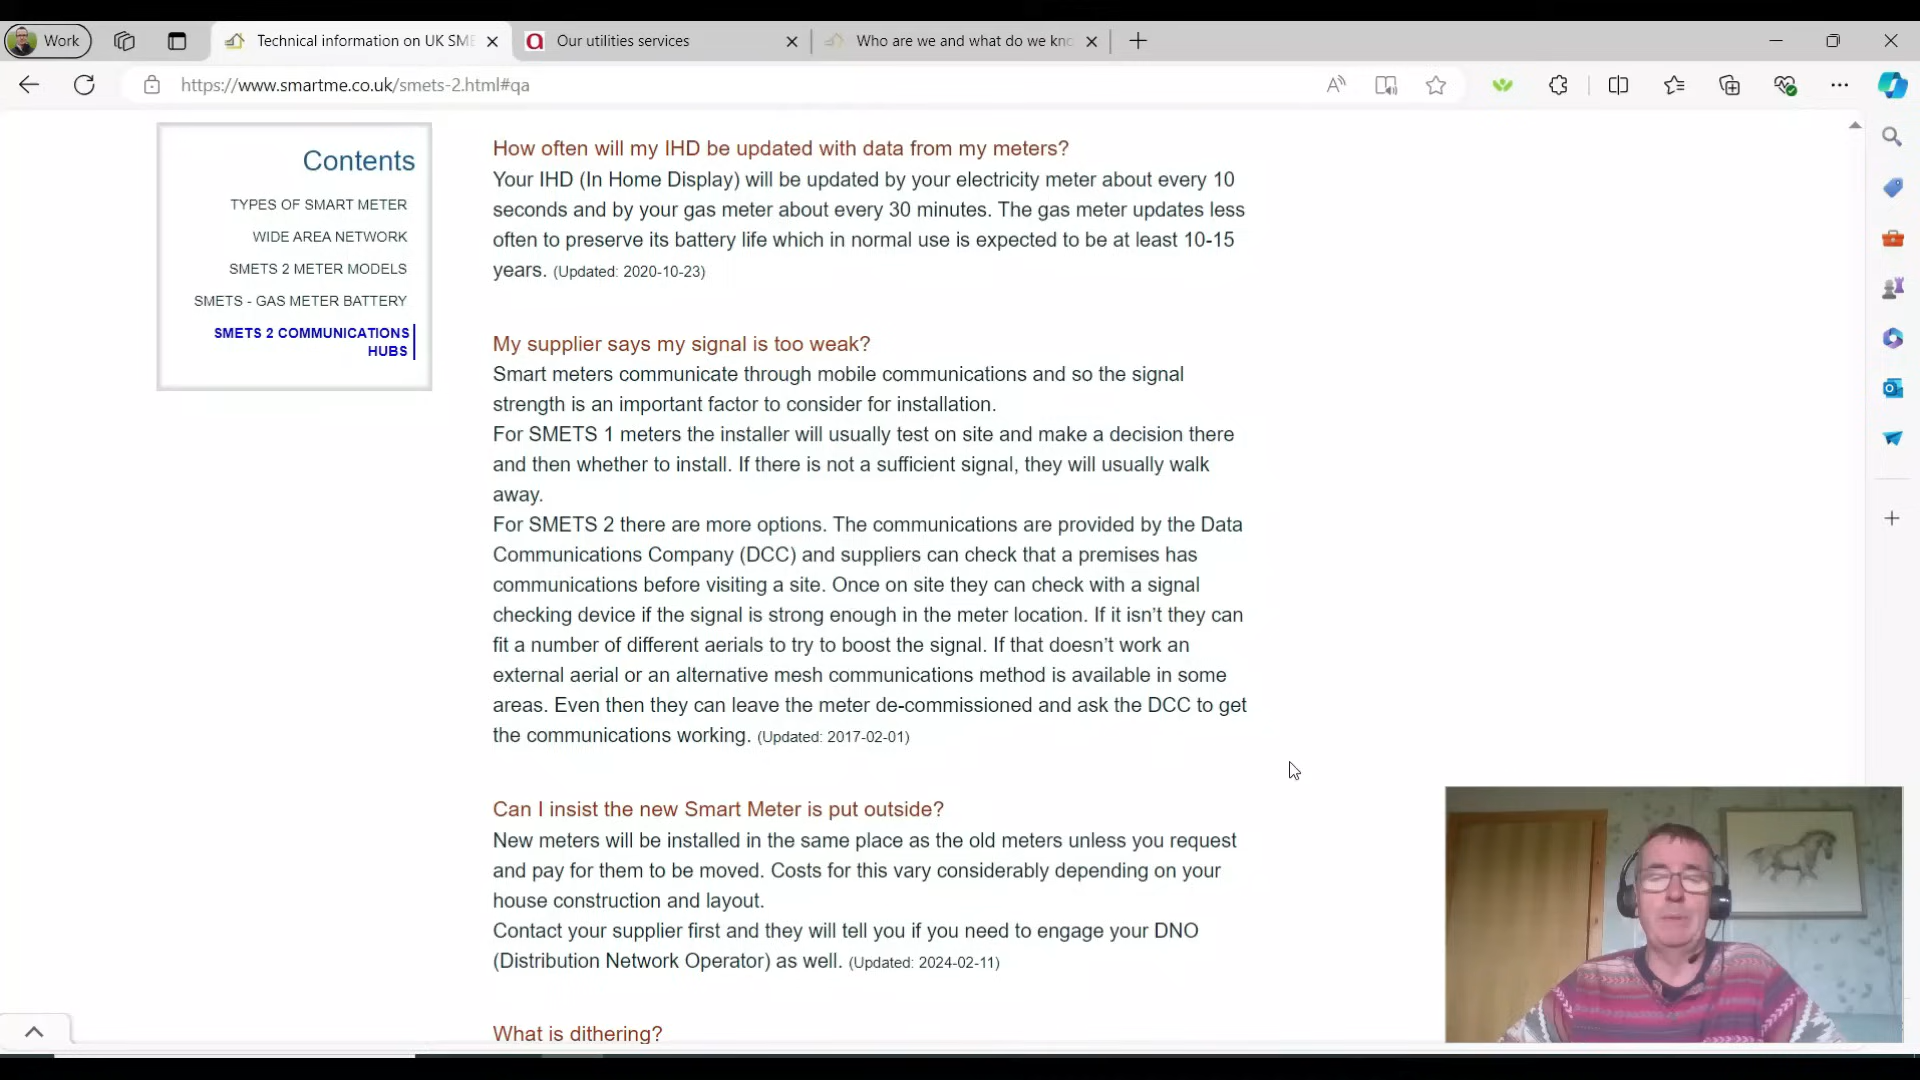 Work
Technical information on UK SME
Our utilities services
Who are we and what do we kno
https://www.smartme.co.uk/smets-2.html#qa
Contents
TYPES OF SMART METER
WIDE AREA NETWORK
SMETS 2 METER MODELS
SMETS - GAS METER BATTERY
SMETS 2 COMMUNICATIONS
HUBS
How often will my IHD be updated with data from my meters?
Your IHD (In Home Display) will be updated by your electricity meter about every 10
seconds and by your gas meter about every 30 minutes. The gas meter updates less
often to preserve its battery life which in normal use is expected to be at least 10-15
years. (Updated: 2020-10-23)
My supplier says my signal is too weak?
Smart meters communicate through mobile communications and so the signal
strength is an important factor to consider for installation.
For SMETS 1 meters the installer will usually test on site and make a decision there
and then whether to install. If there is not a sufficient signal, they will usually walk
away.
For SMETS 2 there are more options. The communications are provided by the Data
Communications Company (DCC) and suppliers can check that a premises has
communications before visiting a site. Once on site they can check with a signal
checking device if the signal is strong enough in the meter location. If it isn't they can
fit a number of different aerials to try to boost the signal. If that doesn't work an
external aerial or an alternative mesh communications method is available in some
areas. Even then they can leave the meter de-commissioned and ask the DCC to get
the communications working. (Updated: 2017-02-01)
Can I insist the new Smart Meter is put outside?
New meters will be installed in the same place as the old meters unless you request
and pay for them to be moved. Costs for this vary considerably depending on your
house construction and layout.
Contact your supplier first and they will tell you if you need to engage your DNO
(Distribution Network Operator) as well. (Updated: 2024-02-11)
What is dithering?